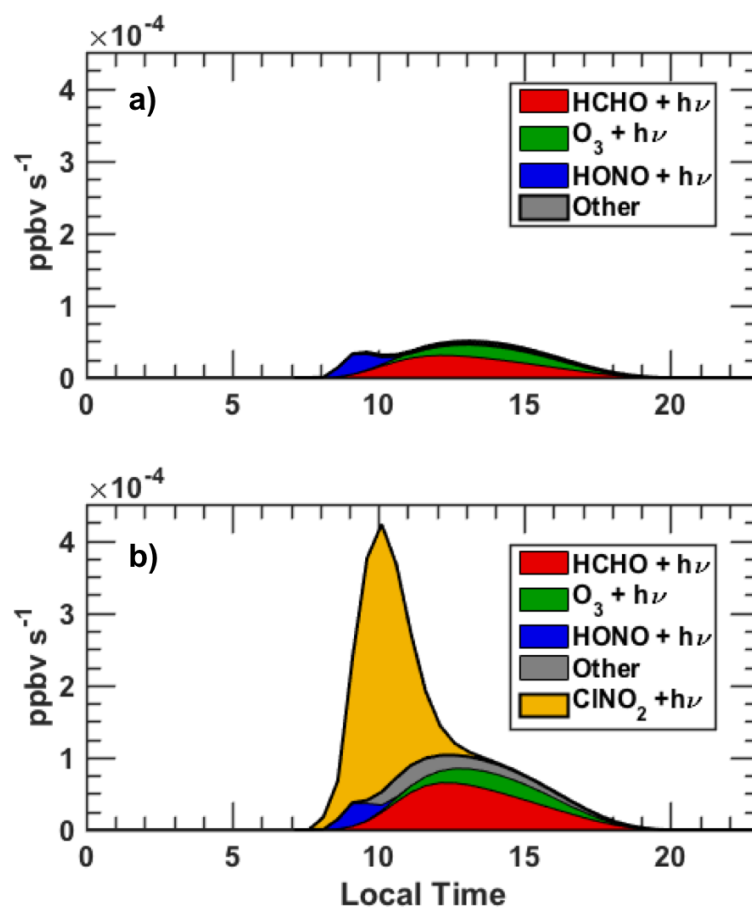 ×10⁻⁴
a)
4
3
2
1
0
ppbv s⁻¹
HCHO + hν
O₃ + hν
HONO + hν
Other
0 5 10 15 20
×10⁻⁴
b)
4
3
2
1
0
ppbv s⁻¹
HCHO + hν
O₃ + hν
HONO + hν
Other
ClNO₂ +hν
0 5 10 15 20
Local Time